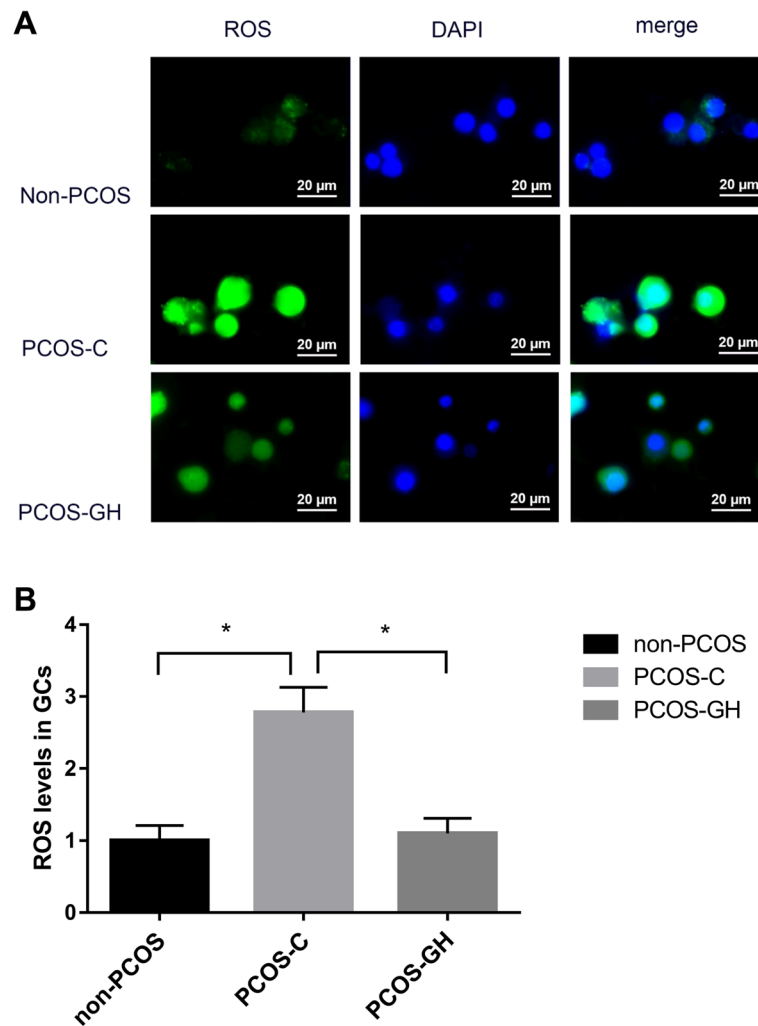 A
ROS DAPI merge
Non-PCOS
20 µm 20 µm 20 µm
PCOS-C
20 µm 20 µm 20 µm
PCOS-GH
20 µm 20 µm 20 µm
B
ROS levels in GCs
4
3
2
1
0
* *
non-PCOS
PCOS-C
PCOS-GH
non-PCOS
PCOS-C
PCOS-GH